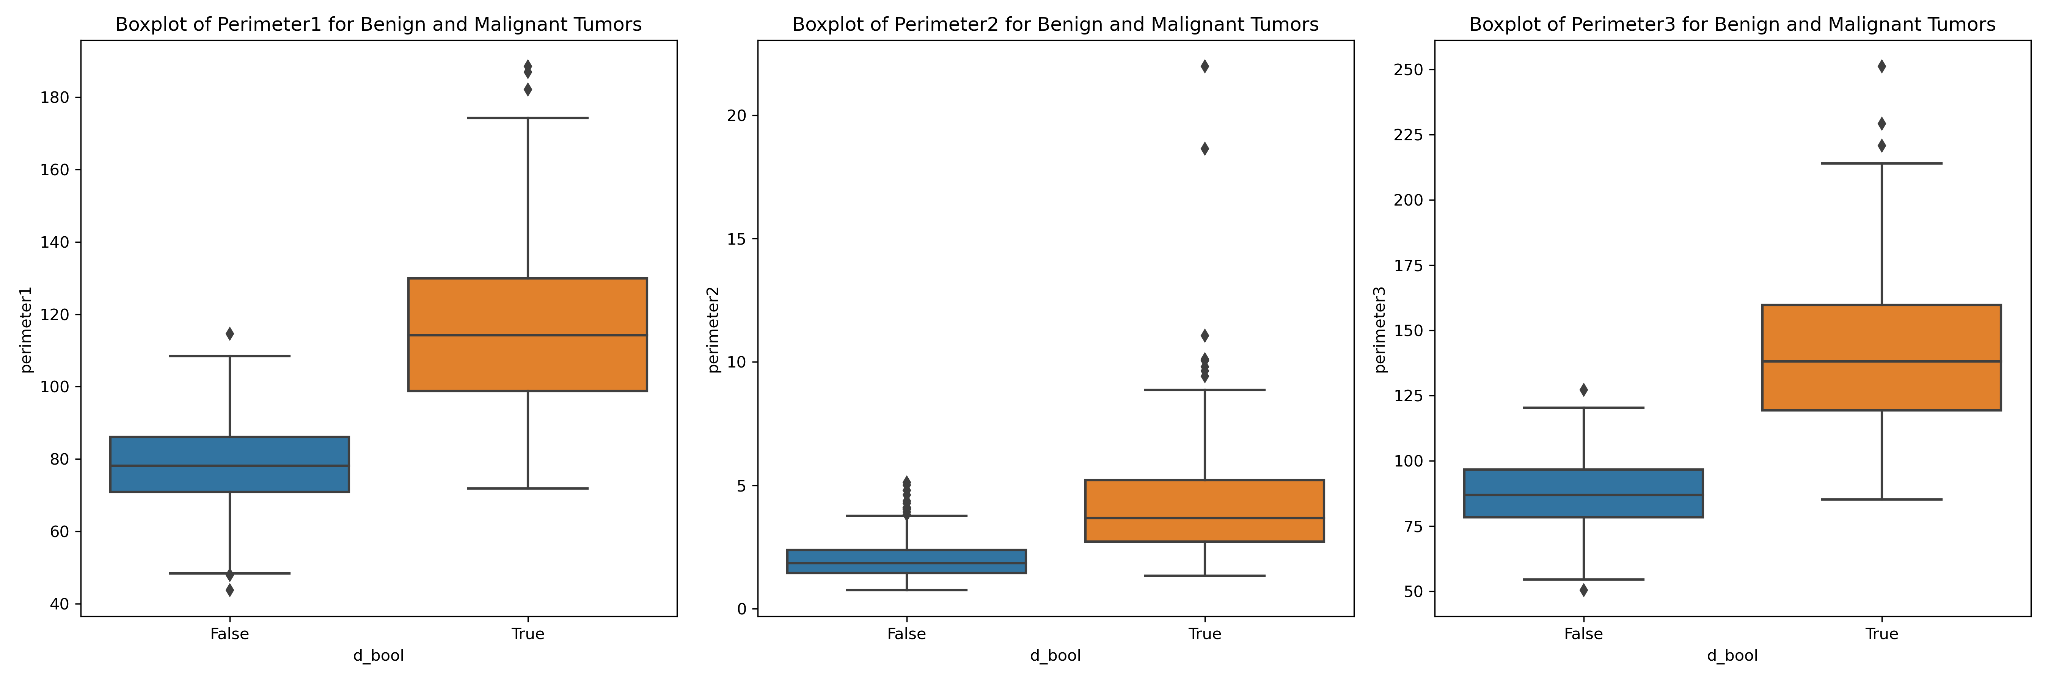 Boxplot of Perimeter1 for Benign and Malignant Tumors
180
160
140
120
100
80
60
40
perimeter1
False
True
d_bool
Boxplot of Perimeter2 for Benign and Malignant Tumors
20
15
10
5
0
perimeter2
False
True
d_bool
Boxplot of Perimeter3 for Benign and Malignant Tumors
250
225
200
175
150
125
100
75
50
perimeter3
False
True
d_bool